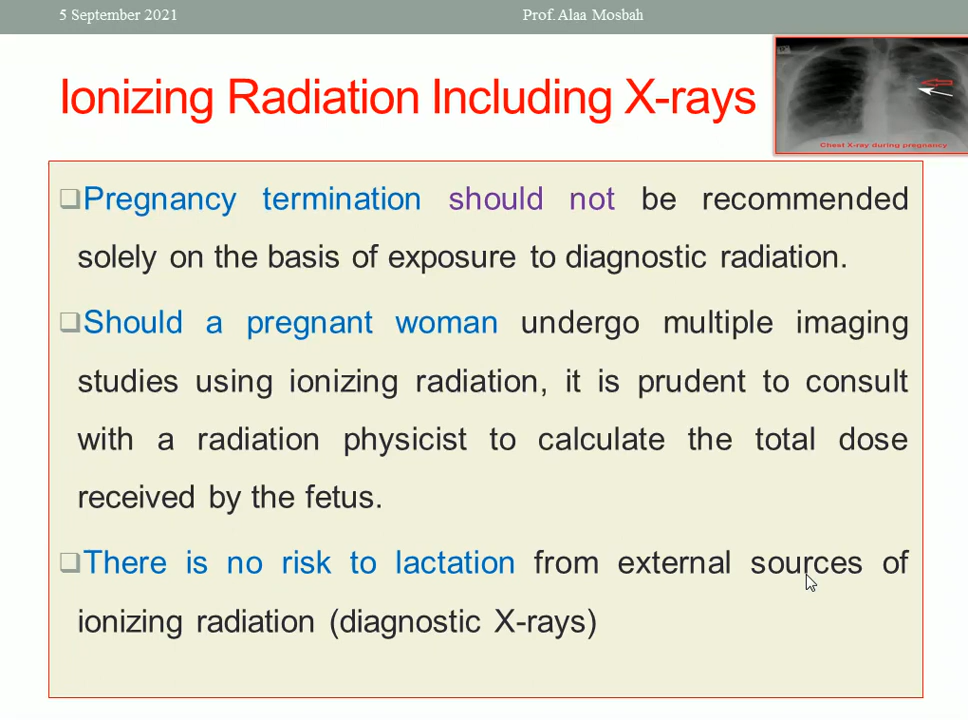 5 September 2021
Prof. Alaa Mosbah
Ionizing Radiation Including X-rays
Chest X-ray during pregnancy
Pregnancy termination should not be recommended
solely on the basis of exposure to diagnostic radiation.
Should a pregnant woman undergo multiple imaging
studies using ionizing radiation, it is prudent to consult
with a radiation physicist to calculate the total dose
received by the fetus.
There is no risk to lactation from external sources of
ionizing radiation (diagnostic X-rays)